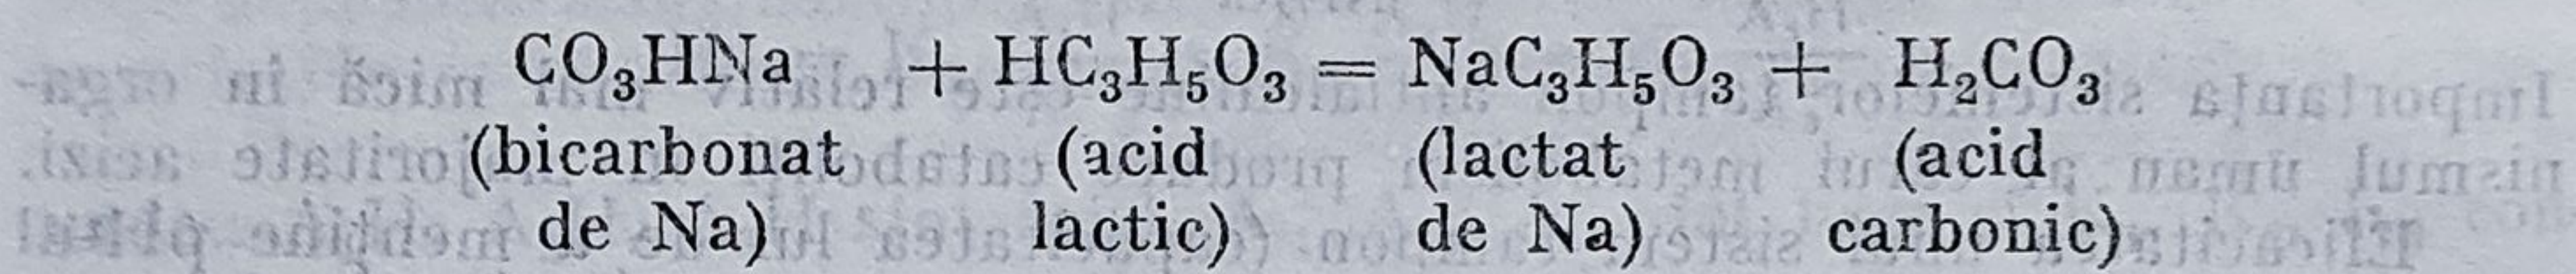 CO₃HNa + HC₃H₅O₃ = NaC₃H₅O₃ + H₂CO₃
(bicarbonat (acid (lactat (acid
de Na) lactic) de Na) carbonic)